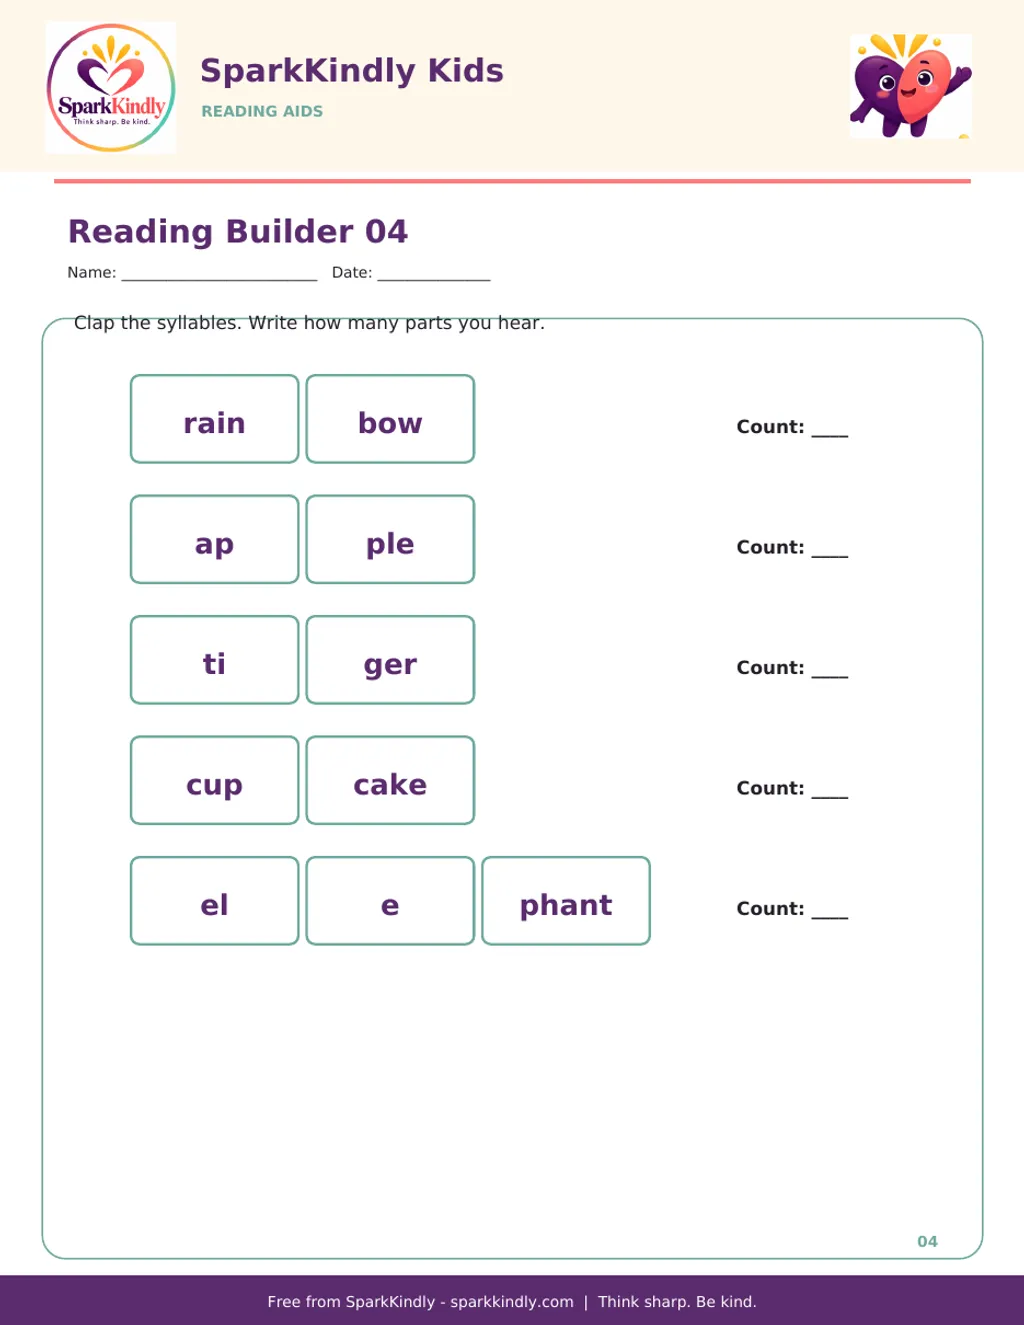 SparkKindly
Think sharp. Be kind.
SparkKindly Kids
READING AIDS
Reading Builder 04
Name: __________________________ Date: _______________
Clap the syllables. Write how many parts you hear.
rain bow Count: ____
ap ple Count: ____
ti ger Count: ____
cup cake Count: ____
el e phant Count: ____
04
Free from SparkKindly - sparkkindly.com | Think sharp. Be kind.